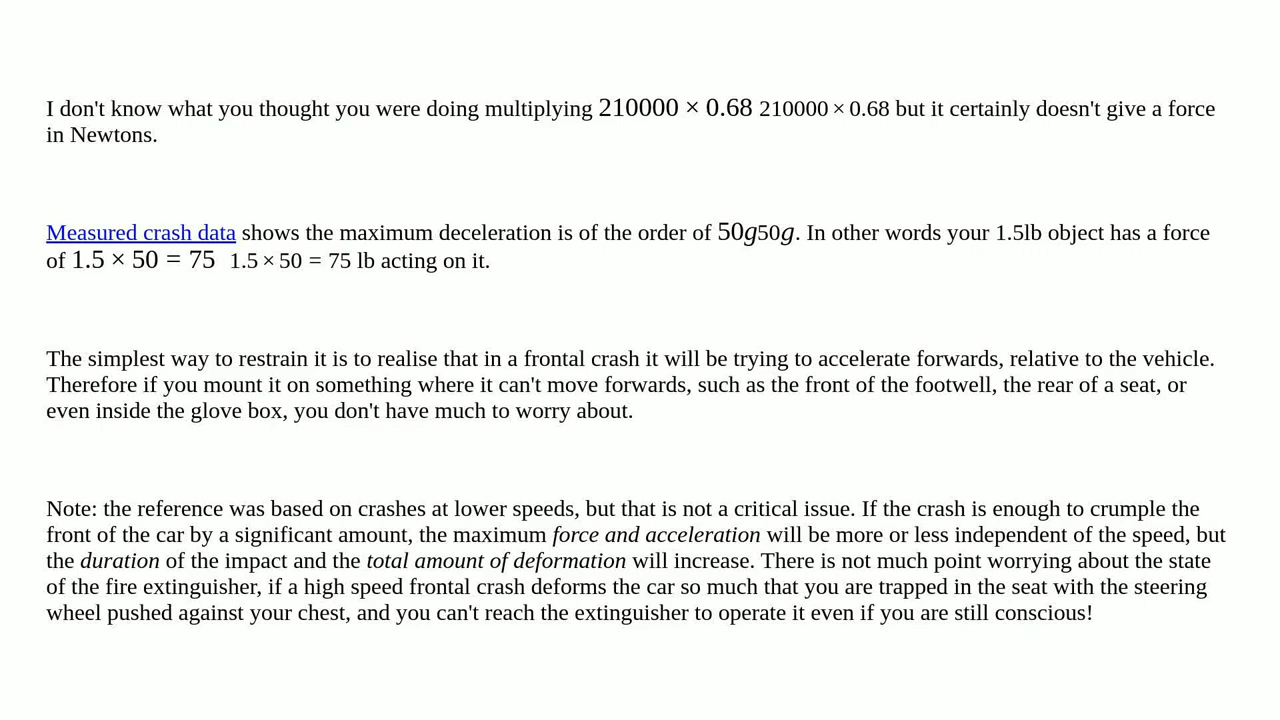 I don't know what you thought you were doing multiplying 210000 × 0.68 210000 × 0.68 but it certainly doesn't give a force
in Newtons.
Measured crash data shows the maximum deceleration is of the order of 50g50g. In other words your 1.5lb object has a force
of 1.5 × 50 = 75 1.5 × 50 = 75 lb acting on it.
The simplest way to restrain it is to realise that in a frontal crash it will be trying to accelerate forwards, relative to the vehicle.
Therefore if you mount it on something where it can't move forwards, such as the front of the footwell, the rear of a seat, or
even inside the glove box, you don't have much to worry about.
Note: the reference was based on crashes at lower speeds, but that is not a critical issue. If the crash is enough to crumple the
front of the car by a significant amount, the maximum force and acceleration will be more or less independent of the speed, but
the duration of the impact and the total amount of deformation will increase. There is not much point worrying about the state
of the fire extinguisher, if a high speed frontal crash deforms the car so much that you are trapped in the seat with the steering
wheel pushed against your chest, and you can't reach the extinguisher to operate it even if you are still conscious!